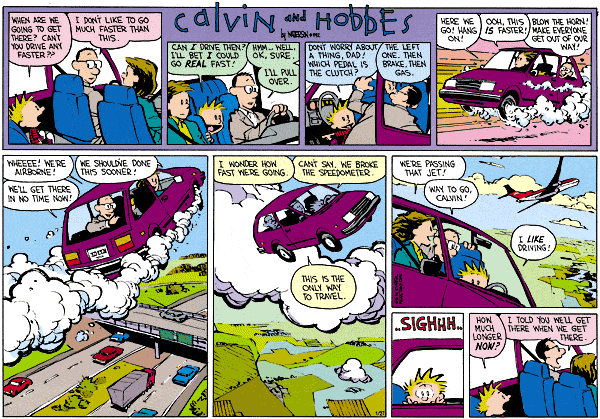 calvin and HOBBES
by WATTERSON
WHEN ARE WE
GOING TO GET
THERE? CAN'T
YOU DRIVE ANY
FASTER??
I DON'T LIKE TO GO
MUCH FASTER THAN
THIS.
CAN I DRIVE THEN?
I'LL BET I COULD
GO REAL FAST!
HMM... WELL,
OK, SURE.
I'LL PULL
OVER.
DON'T WORRY ABOUT
A THING, DAD!
WHICH PEDAL IS
THE CLUTCH?
THE LEFT
ONE. THEN
BRAKE, THEN
GAS.
HERE WE
GO! HANG
ON!
OOH, THIS
IS FASTER!
BLOW THE HORN!
MAKE EVERYONE
GET OUT OF OUR
WAY!
WHEEEE! WE'RE
AIRBORNE!
WE'LL GET THERE
IN NO TIME NOW!
WE SHOULD'VE DONE
THIS SOONER!
I WONDER HOW
FAST WE'RE GOING.
CAN'T SAY. WE BROKE
THE SPEEDOMETER.
THIS IS THE
ONLY WAY
TO TRAVEL.
1/27
WE'RE
PASSING
THAT JET!
WAY TO GO,
CALVIN!
I LIKE
DRIVING!
..SIGHHH..
HOW
MUCH
LONGER
NOW?
I TOLD YOU WE'LL GET
THERE WHEN WE GET
THERE.